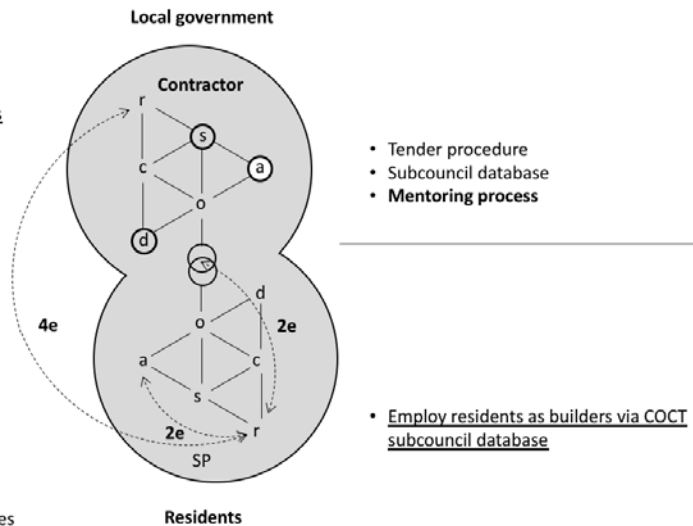 Local government
Contractor
r
s
s
c
a
o
d
• Tender procedure
• Subcouncil database
• Mentoring process
d
o
4e
2e
a
c
s
2e
r
SP
• Employ residents as builders via COCT
subcouncil database
es
Residents